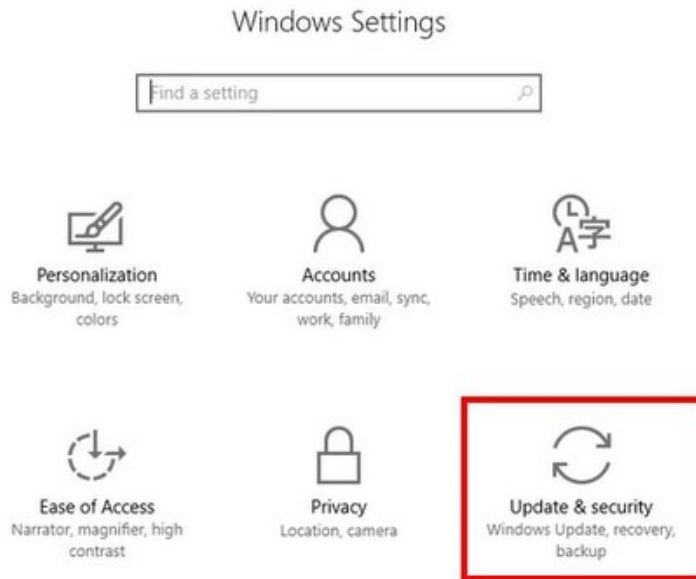 Windows Settings
Find a setting
Personalization
Background, lock screen,
colors
Accounts
Your accounts, email, sync,
work, family
Time & language
Speech, region, date
Ease of Access
Narrator, magnifier, high
contrast
Privacy
Location, camera
Update & security
Windows Update, recovery,
backup